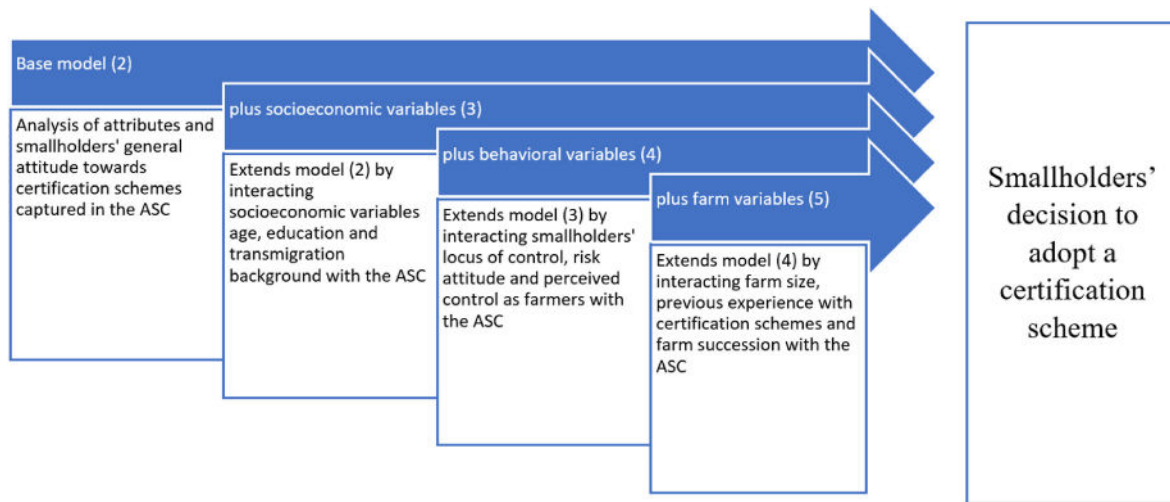 Base model (2)
Analysis of attributes and
smallholders' general
attitude towards
certification schemes
captured in the ASC
plus socioeconomic variables (3)
Extends model (2) by
interacting
socioeconomic variables
age, education and
transmigration
background with the ASC
plus behavioral variables (4)
Extends model (3) by
interacting smallholders'
locus of control, risk
attitude and perceived
control as farmers with
the ASC
plus farm variables (5)
Extends model (4) by
interacting farm size,
previous experience with
certification schemes and
farm succession with the
ASC
Smallholders’
decision to
adopt a
certification
scheme